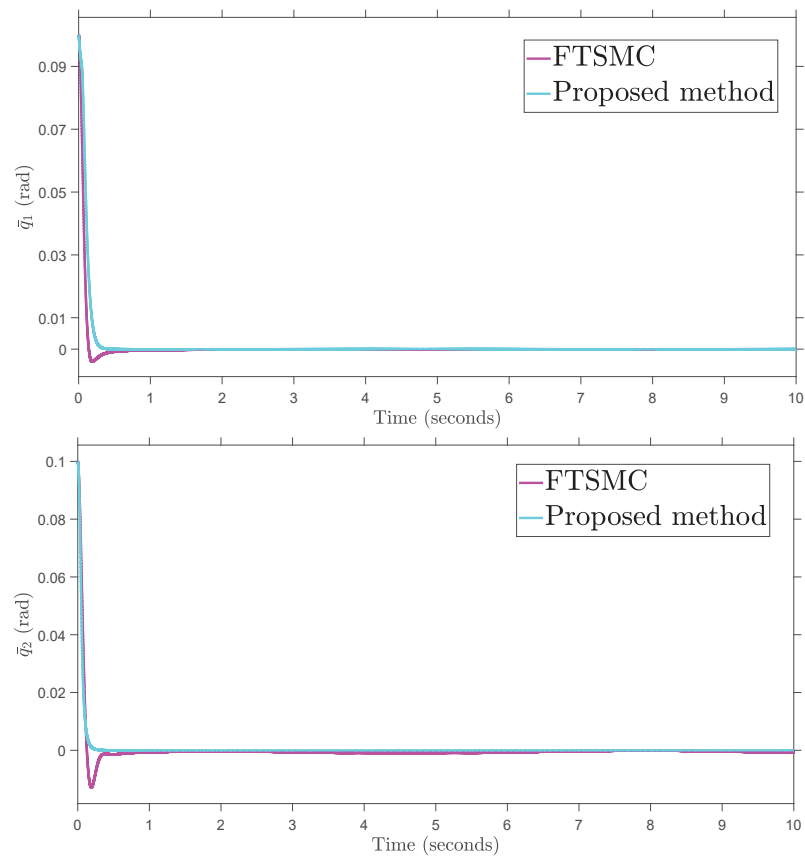 FTSMC
Proposed method
0.09
0.07
0.05
0.03
0.01
0
q̄₁ (rad)
0 1 2 3 4 5 6 7 8 9 10
Time (seconds)
FTSMC
Proposed method
0.1
0.08
0.06
0.04
0.02
0
q̄₂ (rad)
0 1 2 3 4 5 6 7 8 9 10
Time (seconds)